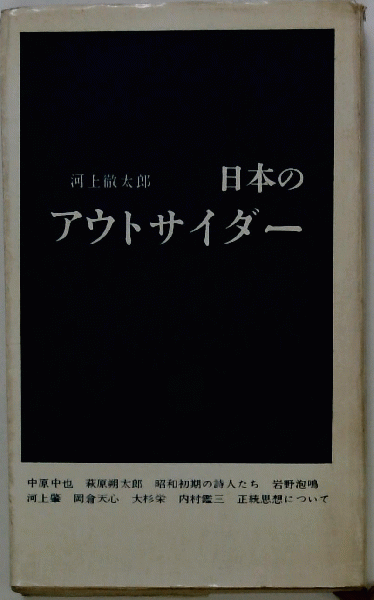 河上徹太郎 日本の
アウトサイダー
中原中也 萩原朔太郎 昭和初期の詩人たち 岩野泡鳴
河上肇 岡倉天心 大杉栄 内村鑑三 正統思想について